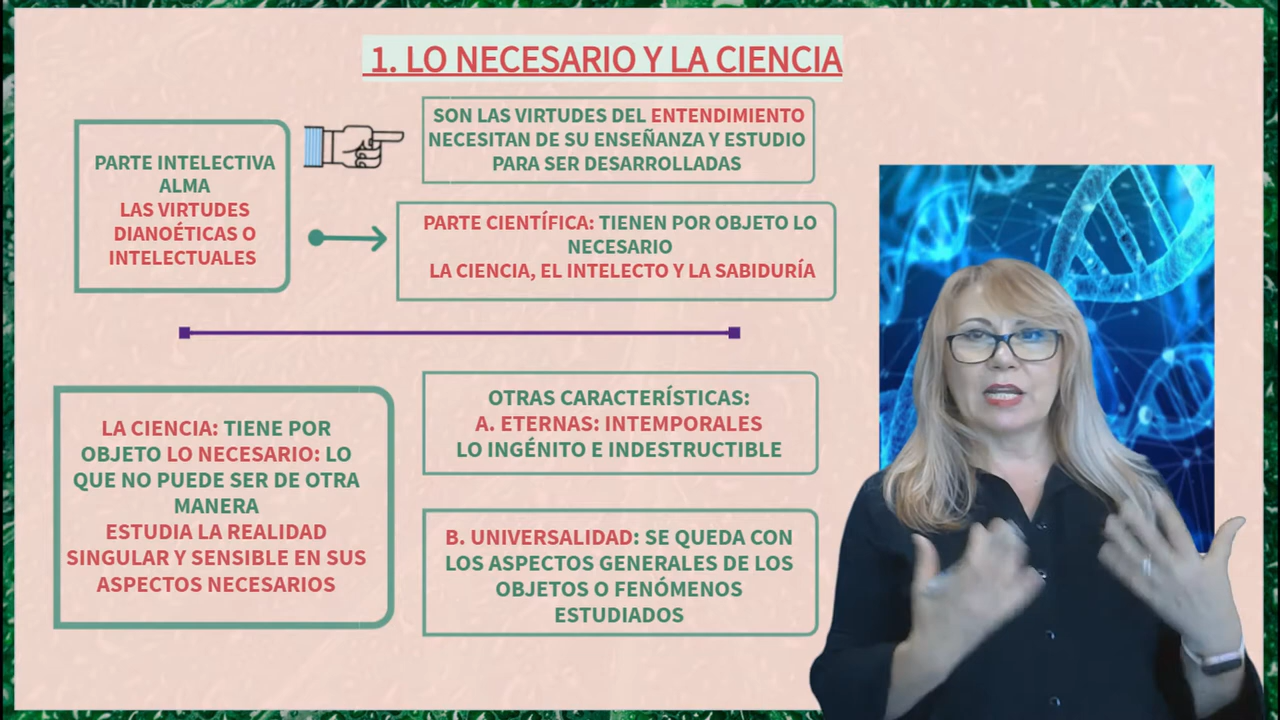 1. LO NECESARIO Y LA CIENCIA
PARTE INTELECTIVA
ALMA
LAS VIRTUDES
DIANOÉTICAS O
INTELECTUALES
SON LAS VIRTUDES DEL ENTENDIMIENTO
NECESITAN DE SU ENSEÑANZA Y ESTUDIO
PARA SER DESARROLLADAS
PARTE CIENTÍFICA: TIENEN POR OBJETO LO
NECESARIO
LA CIENCIA, EL INTELECTO Y LA SABIDURÍA
LA CIENCIA: TIENE POR
OBJETO LO NECESARIO: LO
QUE NO PUEDE SER DE OTRA
MANERA
ESTUDIA LA REALIDAD
SINGULAR Y SENSIBLE EN SUS
ASPECTOS NECESARIOS
OTRAS CARACTERÍSTICAS:
A. ETERNAS: INTEMPORALES
LO INGÉNITO E INDESTRUCTIBLE
B. UNIVERSALIDAD: SE QUEDA CON
LOS ASPECTOS GENERALES DE LOS
OBJETOS O FENÓMENOS
ESTUDIADOS